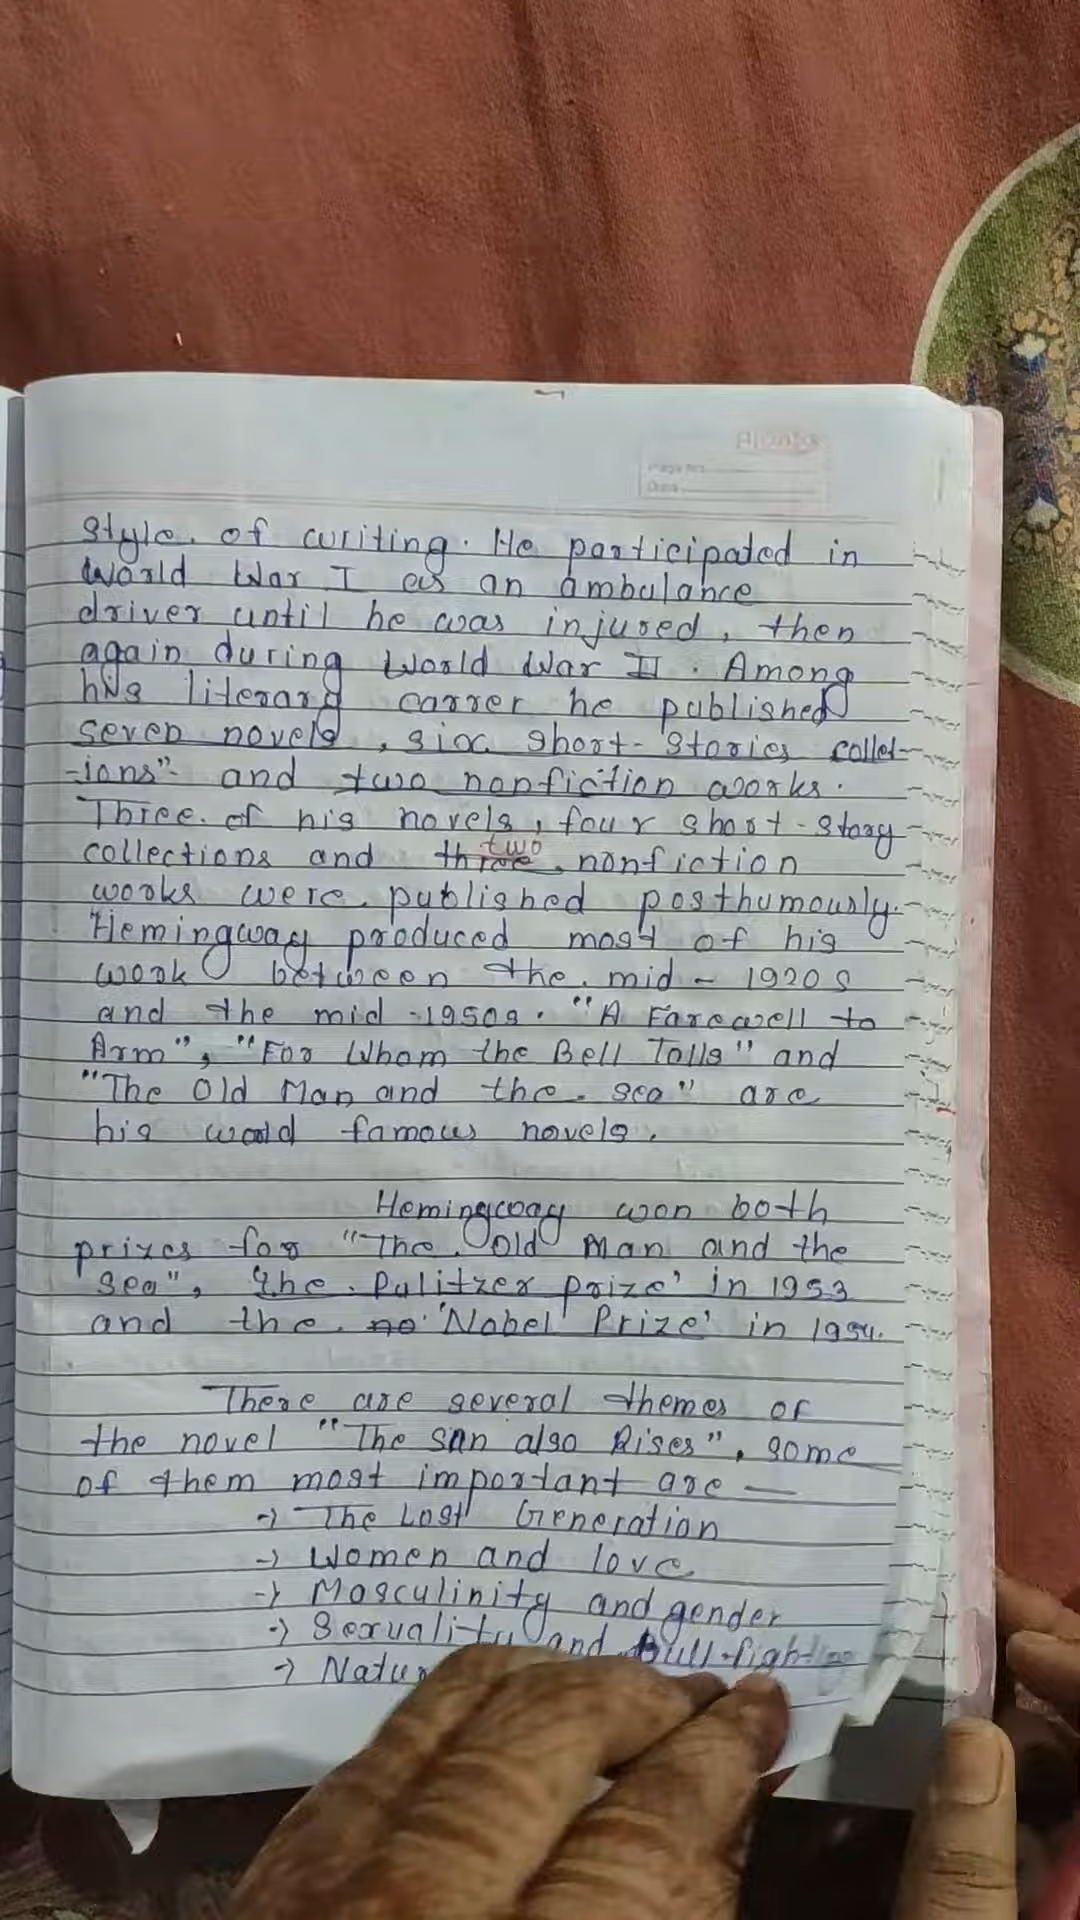 Page No.
Date
style. of writing. He participated in
World War I as an ambulance
driver until he was injured, then
again during World War II. Among
his literary carrer he published
seven novels, six short-stories collet-
-ions"- and two nonfiction works.
Three of his novels, four short-story
two
collections and three nonfiction
works were published posthumously.
Hemingway produced most of his
work between the mid - 1920s
and the mid -1950s. "A Farewell to
Arm", "For Whom the Bell Tolls" and
"The Old Man and the sea" are
his world famous novels.
Hemingway won both
prizes for "The Old Man and the
Sea", The Pulitzer prize' in 1953
and the no 'Nobel Prize' in 1954.
There are several themes of
the novel "The sun also Rises", some
of them most important are —
→ The Lost Generation
→ Women and love
→ Masculinity and gender
→ Sexuality and Bull-fighting
→ Natur